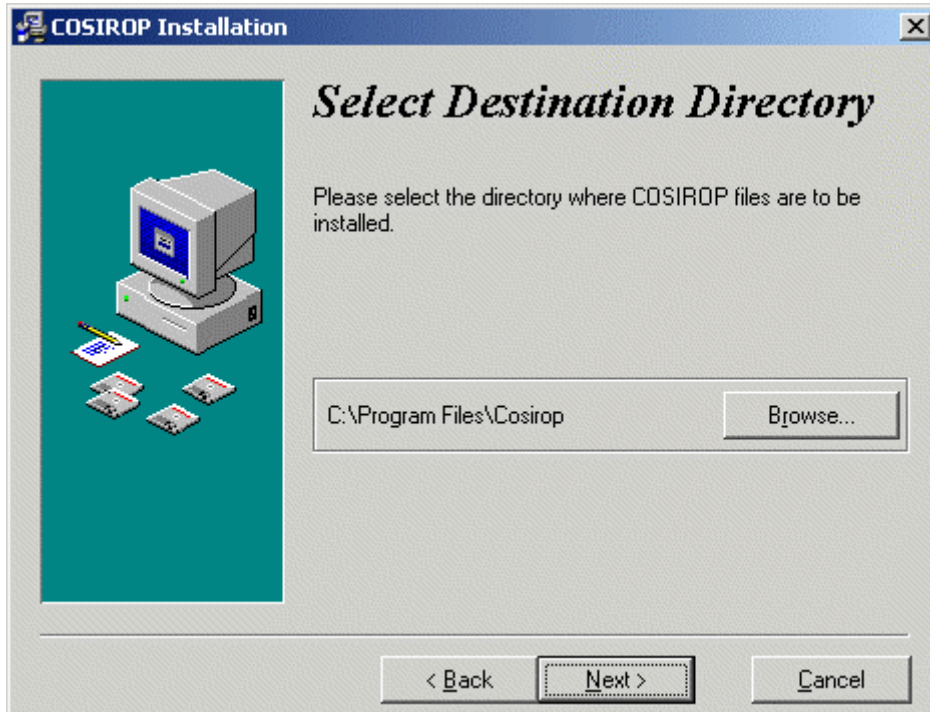 COSIROP Installation
Select Destination Directory
Please select the directory where COSIROP files are to be
installed.
C:\Program Files\Cosirop
Browse...
< Back
Next >
Cancel